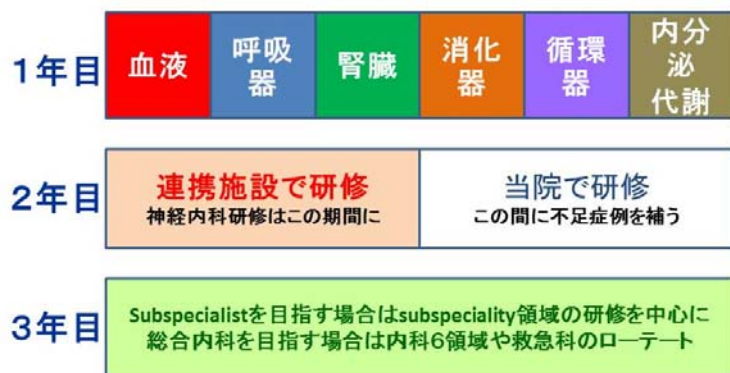 1年目
血液
呼吸
器
腎臓
消化
器
循環
器
内分
泌
代謝
2年目
連携施設で研修
神経内科研修はこの期間に
当院で研修
この間に不足症例を補う
3年目
Subspecialistを目指す場合はsubspeciality領域の研修を中心に
総合内科を目指す場合は内科6領域や救急科のローテート